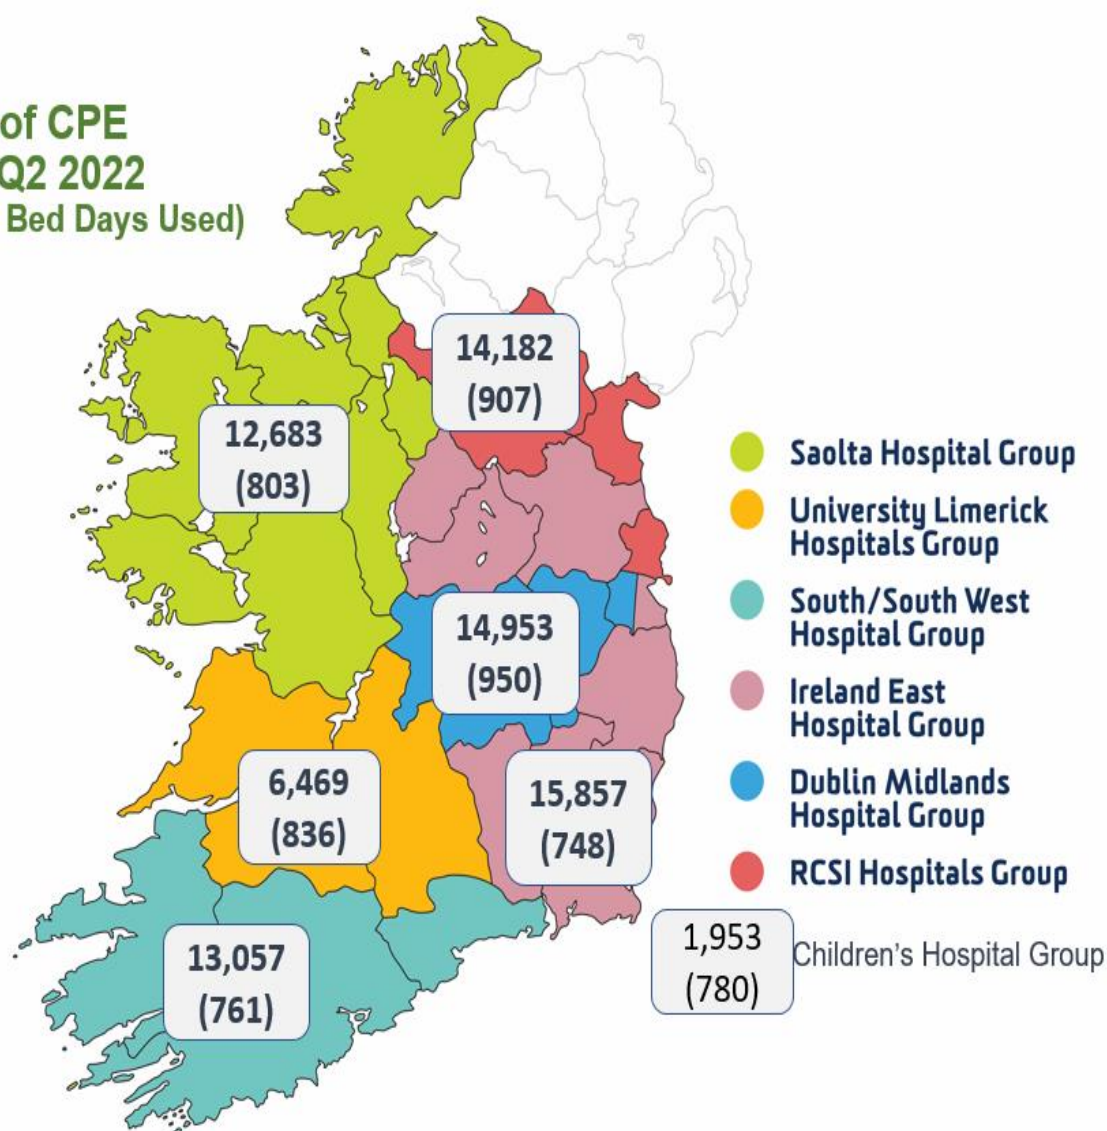 of CPE
Q2 2022
Bed Days Used)
14,182
(907)
12,683
(803)
14,953
(950)
6,469
(836)
15,857
(748)
13,057
(761)
Saolta Hospital Group
University Limerick
Hospitals Group
South/South West
Hospital Group
Ireland East
Hospital Group
Dublin Midlands
Hospital Group
RCSI Hospitals Group
1,953
(780)
Children's Hospital Group